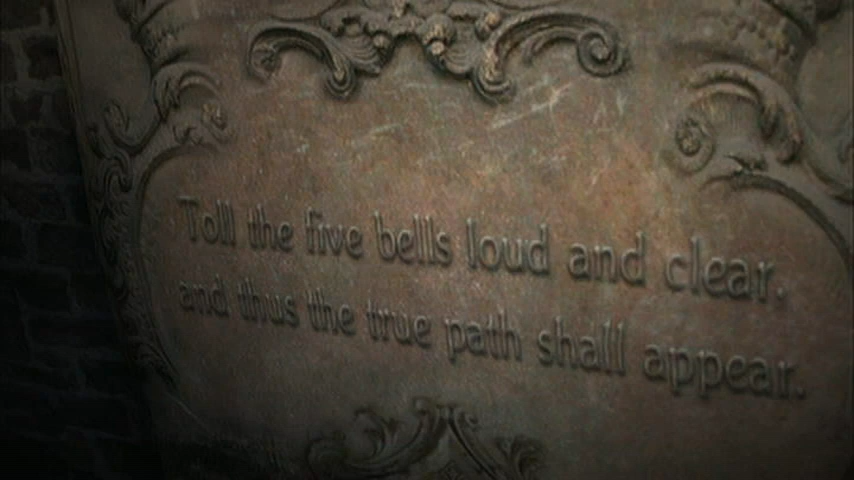 Toll the five bells loud and clear.
and thus the true path shall appear.